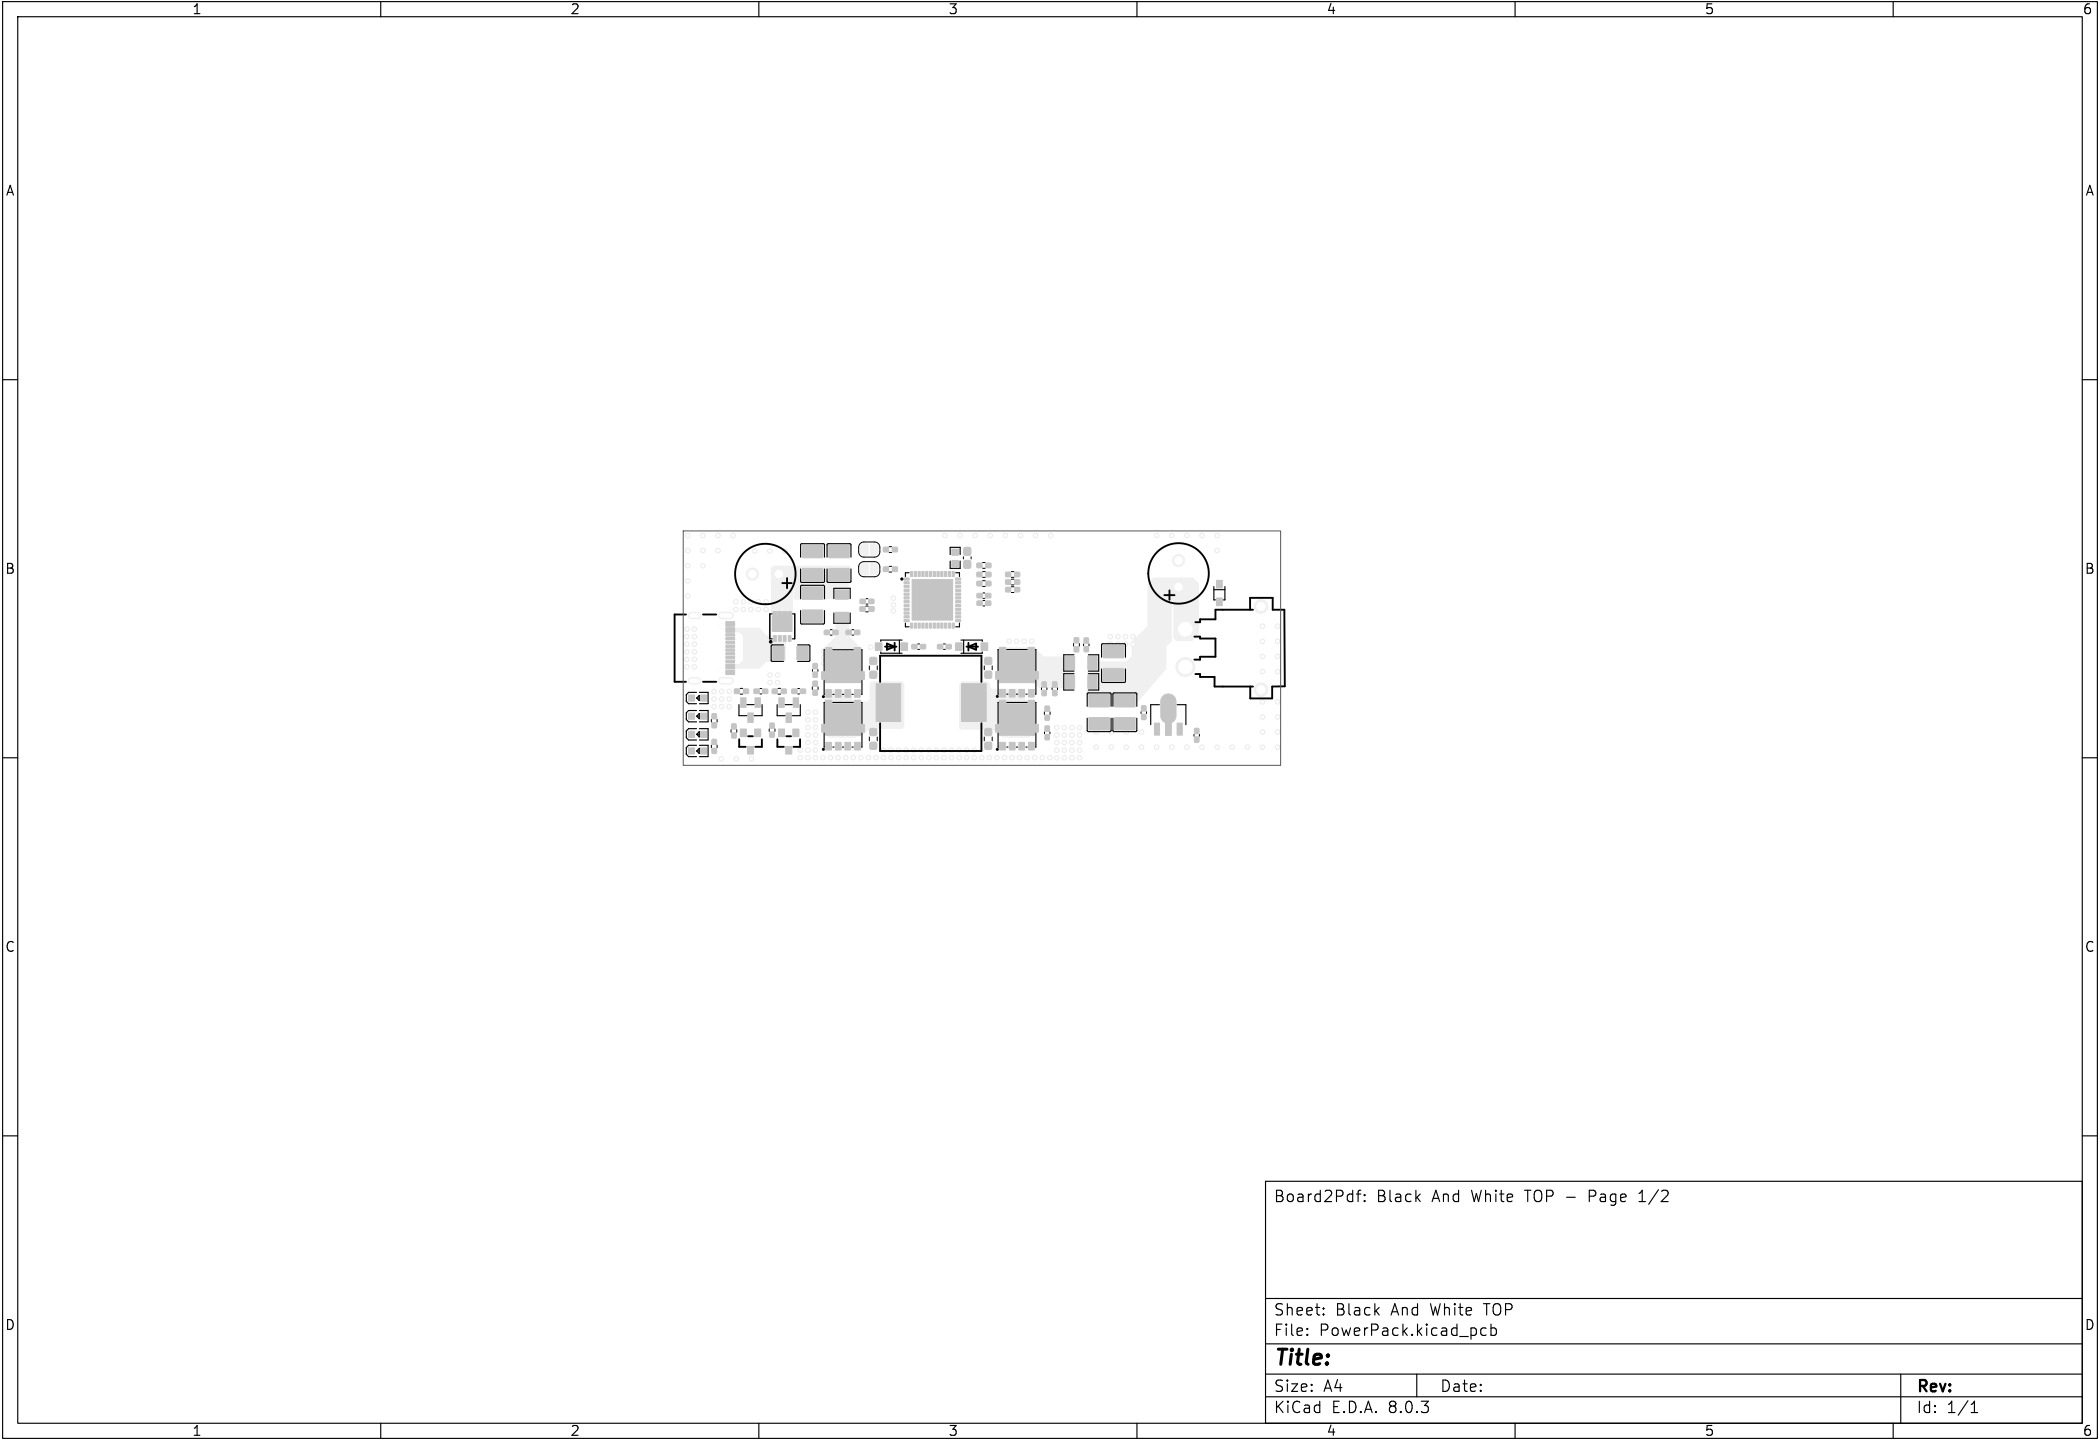 1 2 3 4 5 6
A A
B B
C C
D D
+ +
Board2Pdf: Black And White TOP – Page 1/2
Sheet: Black And White TOP
File: PowerPack.kicad_pcb
Title:
Size: A4 Date: Rev:
KiCad E.D.A. 8.0.3 Id: 1/1
1 2 3 4 5 6